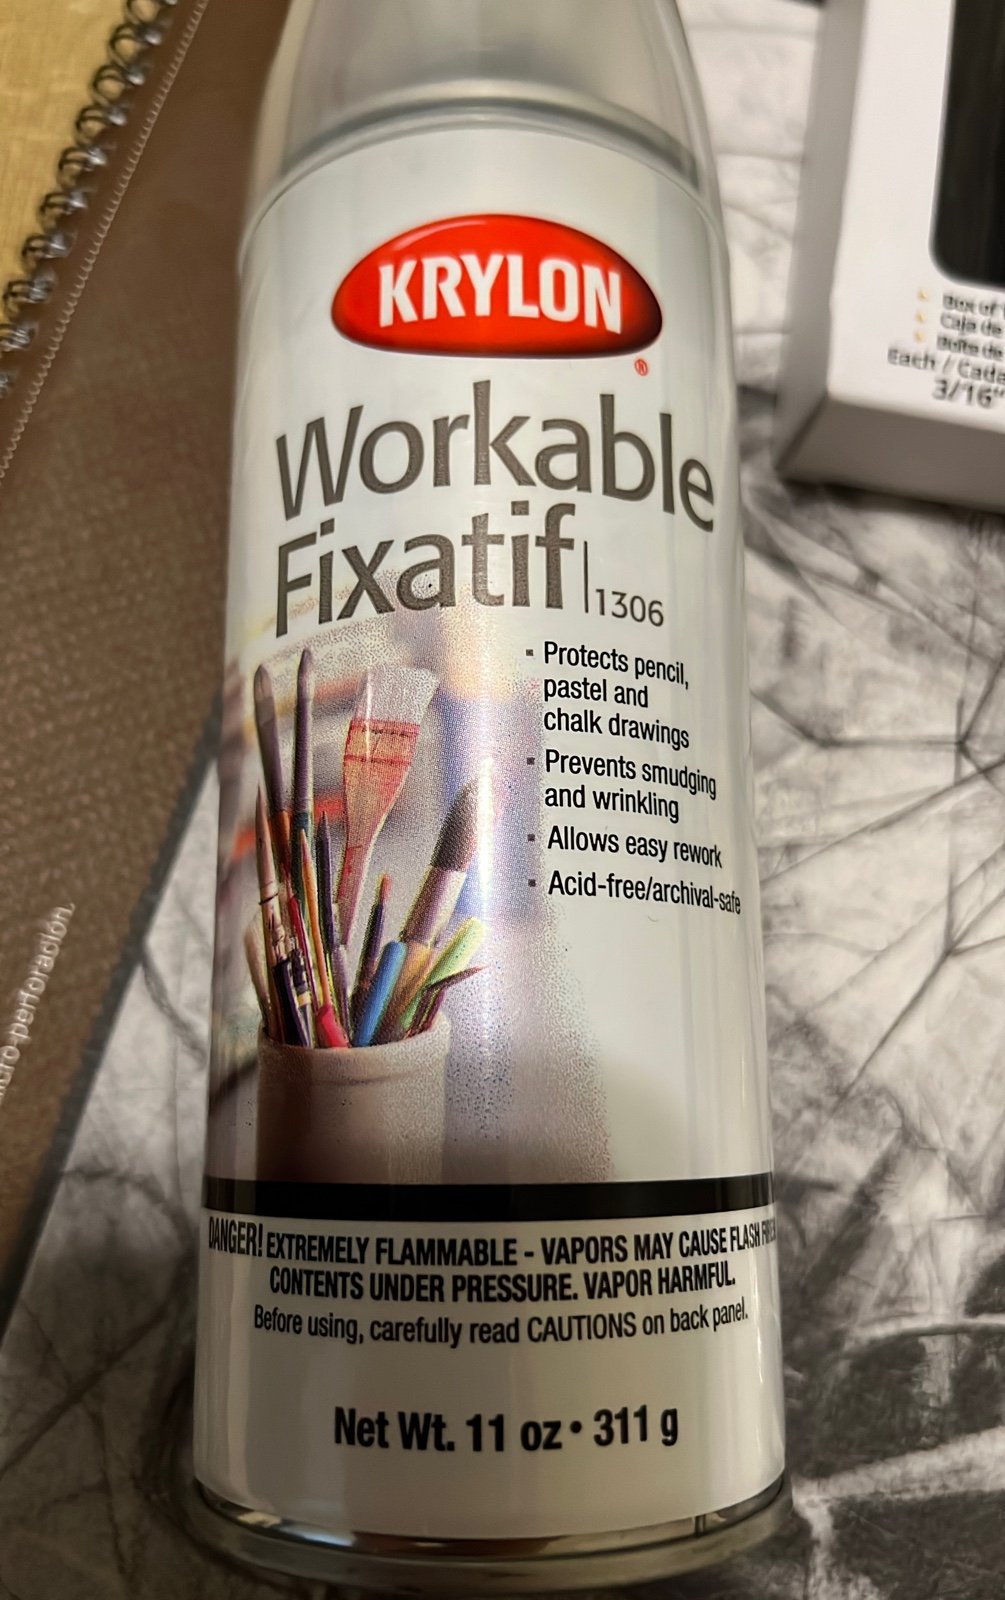 KRYLON
®
Workable
Fixatif 1306
▪ Protects pencil,
pastel and
chalk drawings
▪ Prevents smudging
and wrinkling
▪ Allows easy rework
▪ Acid-free/archival-safe
DANGER! EXTREMELY FLAMMABLE - VAPORS MAY CAUSE FLASH
CONTENTS UNDER PRESSURE. VAPOR HARMFUL.
Before using, carefully read CAUTIONS on back panel.
Net Wt. 11 oz • 311 g
Box of
Caja de
Boîte de
Each / Cada
3/16"
perforación,